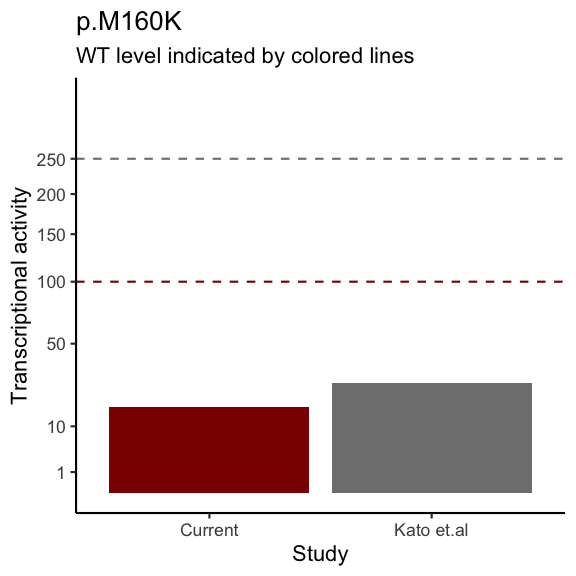 p.M160K
WT level indicated by colored lines
Transcriptional activity
250
200
150
100
50
10
1
Current
Kato et.al
Study